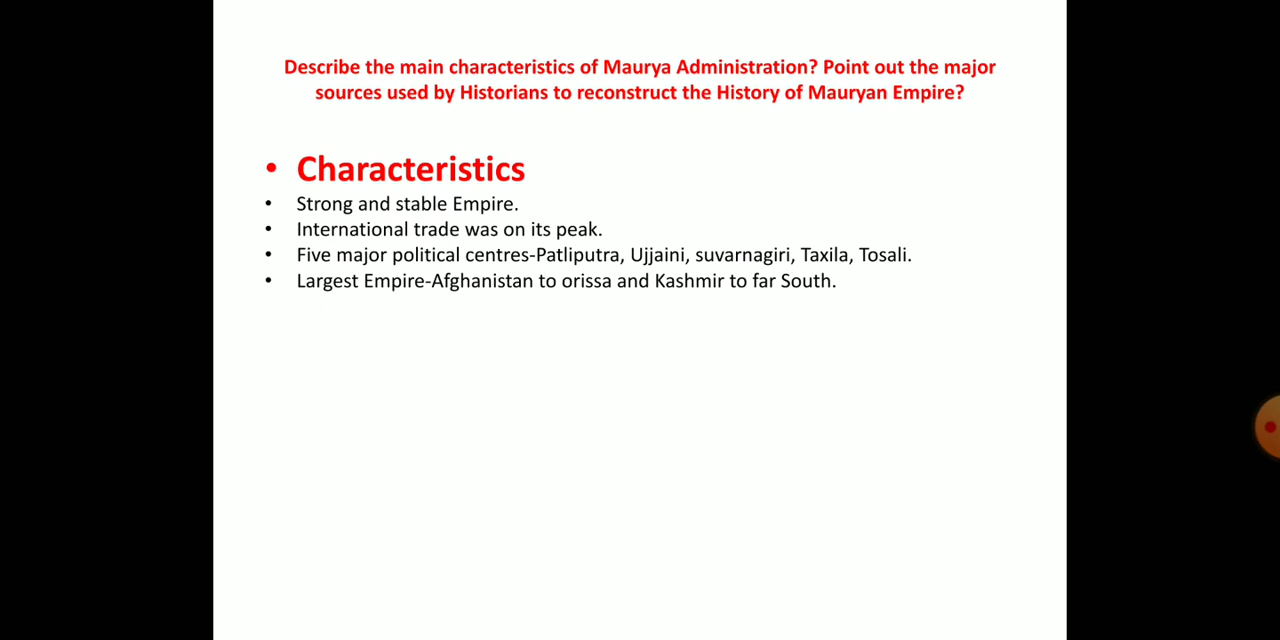 Describe the main characteristics of Maurya Administration? Point out the major
sources used by Historians to reconstruct the History of Mauryan Empire?
• Characteristics
• Strong and stable Empire.
• International trade was on its peak.
• Five major political centres-Patliputra, Ujjaini, suvarnagiri, Taxila, Tosali.
• Largest Empire-Afghanistan to orissa and Kashmir to far South.